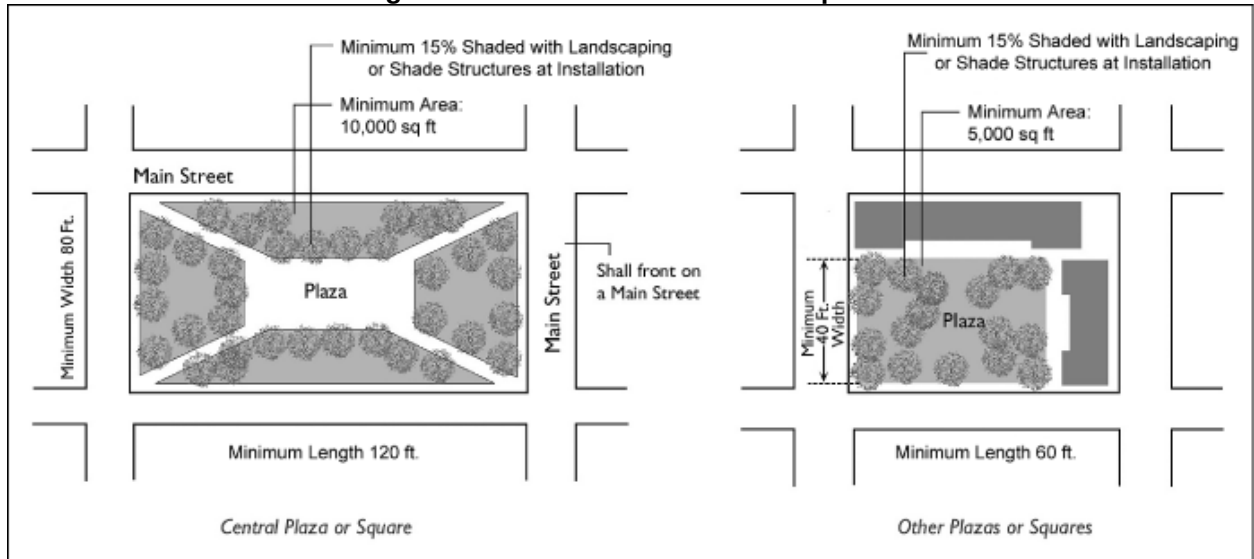 Minimum 15% Shaded with Landscaping
or Shade Structures at Installation
Minimum Area:
10,000 sq ft
Main Street
Minimum Width 80 Ft.
Plaza
Main Street
Shall front on
a Main Street
Minimum Length 120 ft.
Central Plaza or Square
Minimum 15% Shaded with Landscaping
or Shade Structures at Installation
Minimum Area:
5,000 sq ft
Minimum
40 Ft.
Width
Plaza
Minimum Length 60 ft.
Other Plazas or Squares